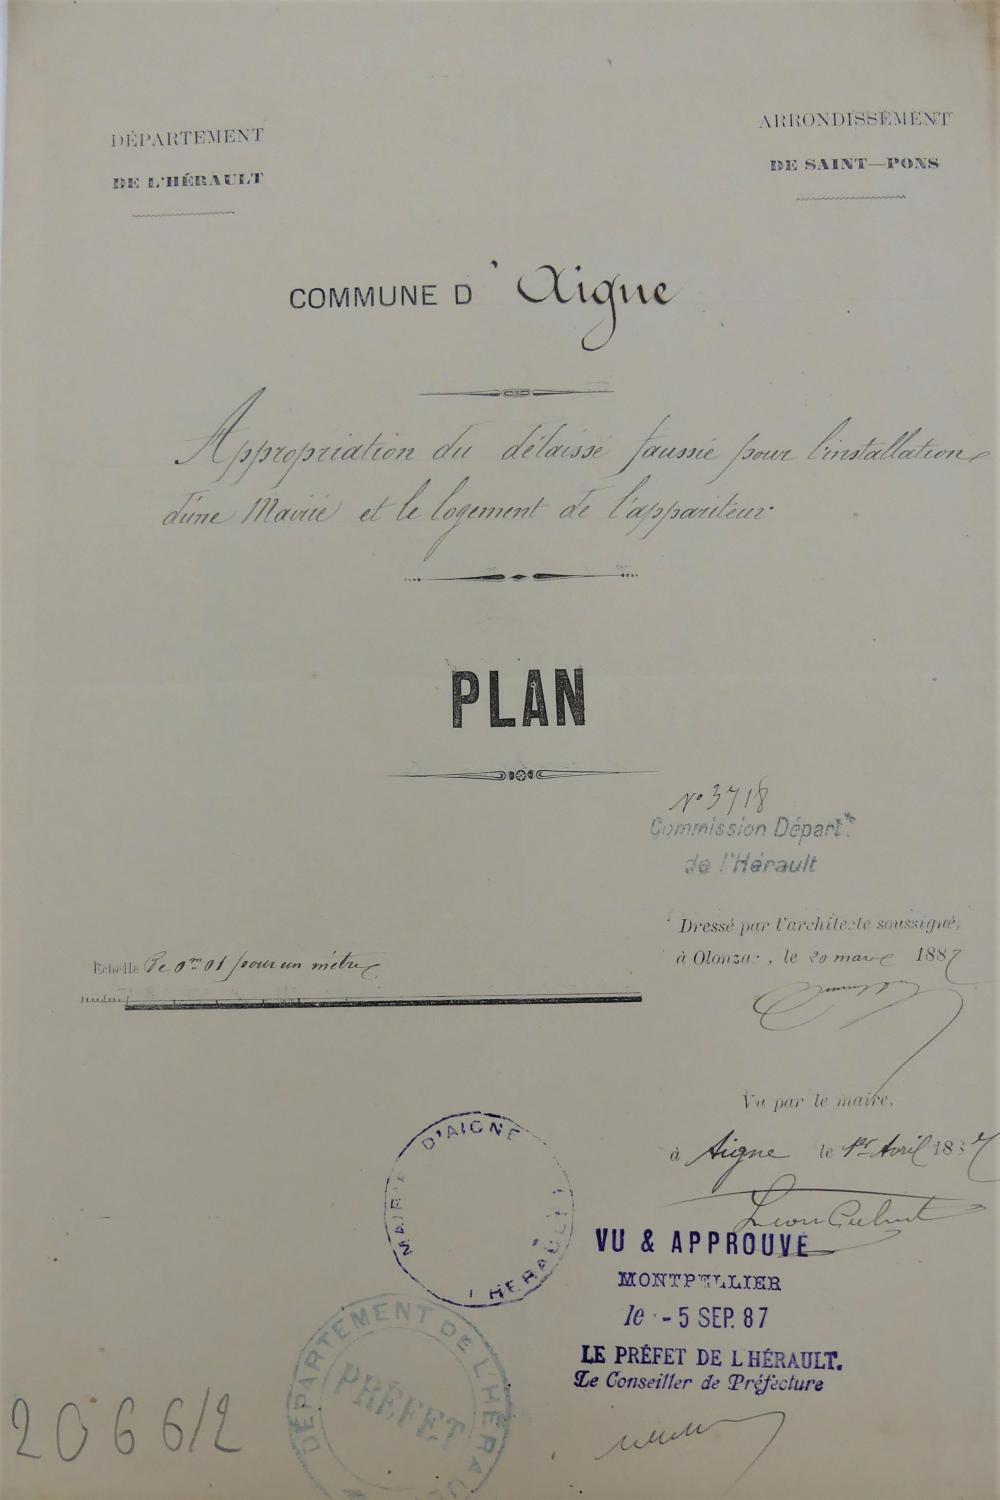 DÉPARTEMENT
DE L'HÉRAULT
ARRONDISSEMENT
DE SAINT-PONS
COMMUNE D'Aigne
Appropriation du délaissé faussié pour l'installation
d'une Mairie et le logement de l'appariteur
PLAN
N° 3718
Commission Départ.le
de l'Hérault
Dressé par l'architecte soussigné,
à Olonzac, le 20 mars 1887
Echelle De 0m 01 pour un mètre
Vu par le maire,
à Aigne le 1er Avril 1887
MAIRIE D'AIGNE
HÉRAULT
VU & APPROUVÉ
MONTPELLIER
le - 5 SEP. 87
LE PRÉFET DE L'HÉRAULT.
Le Conseiller de Préfecture
DÉPARTEMENT DE L'HÉRAULT
PRÉFET
2066/2